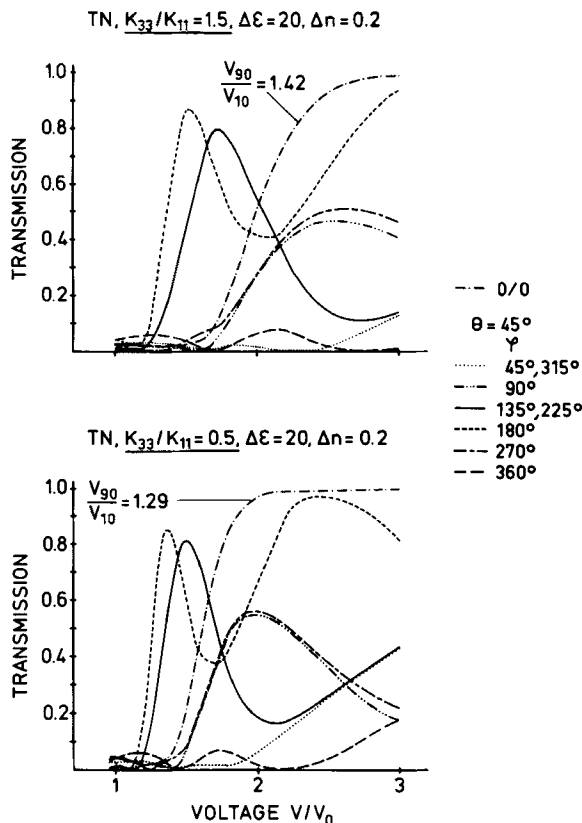 TN, K33/K11=1.5, Δε=20, Δn=0.2
V90/V10=1.42
TRANSMISSION
1.0
0.8
0.6
0.4
0.2
0/0
θ=45°
φ
45°,315°
90°
135°,225°
180°
270°
360°
TN, K33/K11=0.5, Δε=20, Δn=0.2
V90/V10=1.29
TRANSMISSION
1.0
0.8
0.6
0.4
0.2
1 2 3
VOLTAGE V/V0